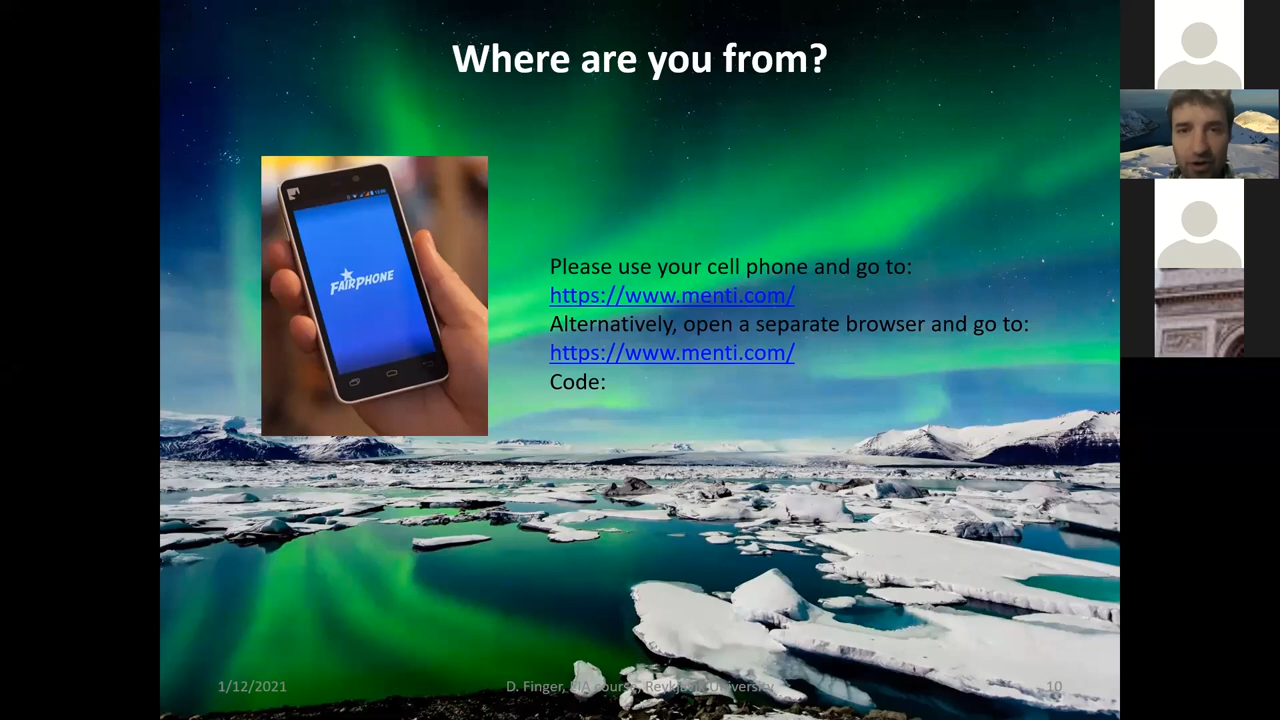 Where are you from?
FAIRPHONE
Please use your cell phone and go to:
https://www.menti.com/
Alternatively, open a separate browser and go to:
https://www.menti.com/
Code:
1/12/2021
D. Finger, EIA course, Reykjavik University
10